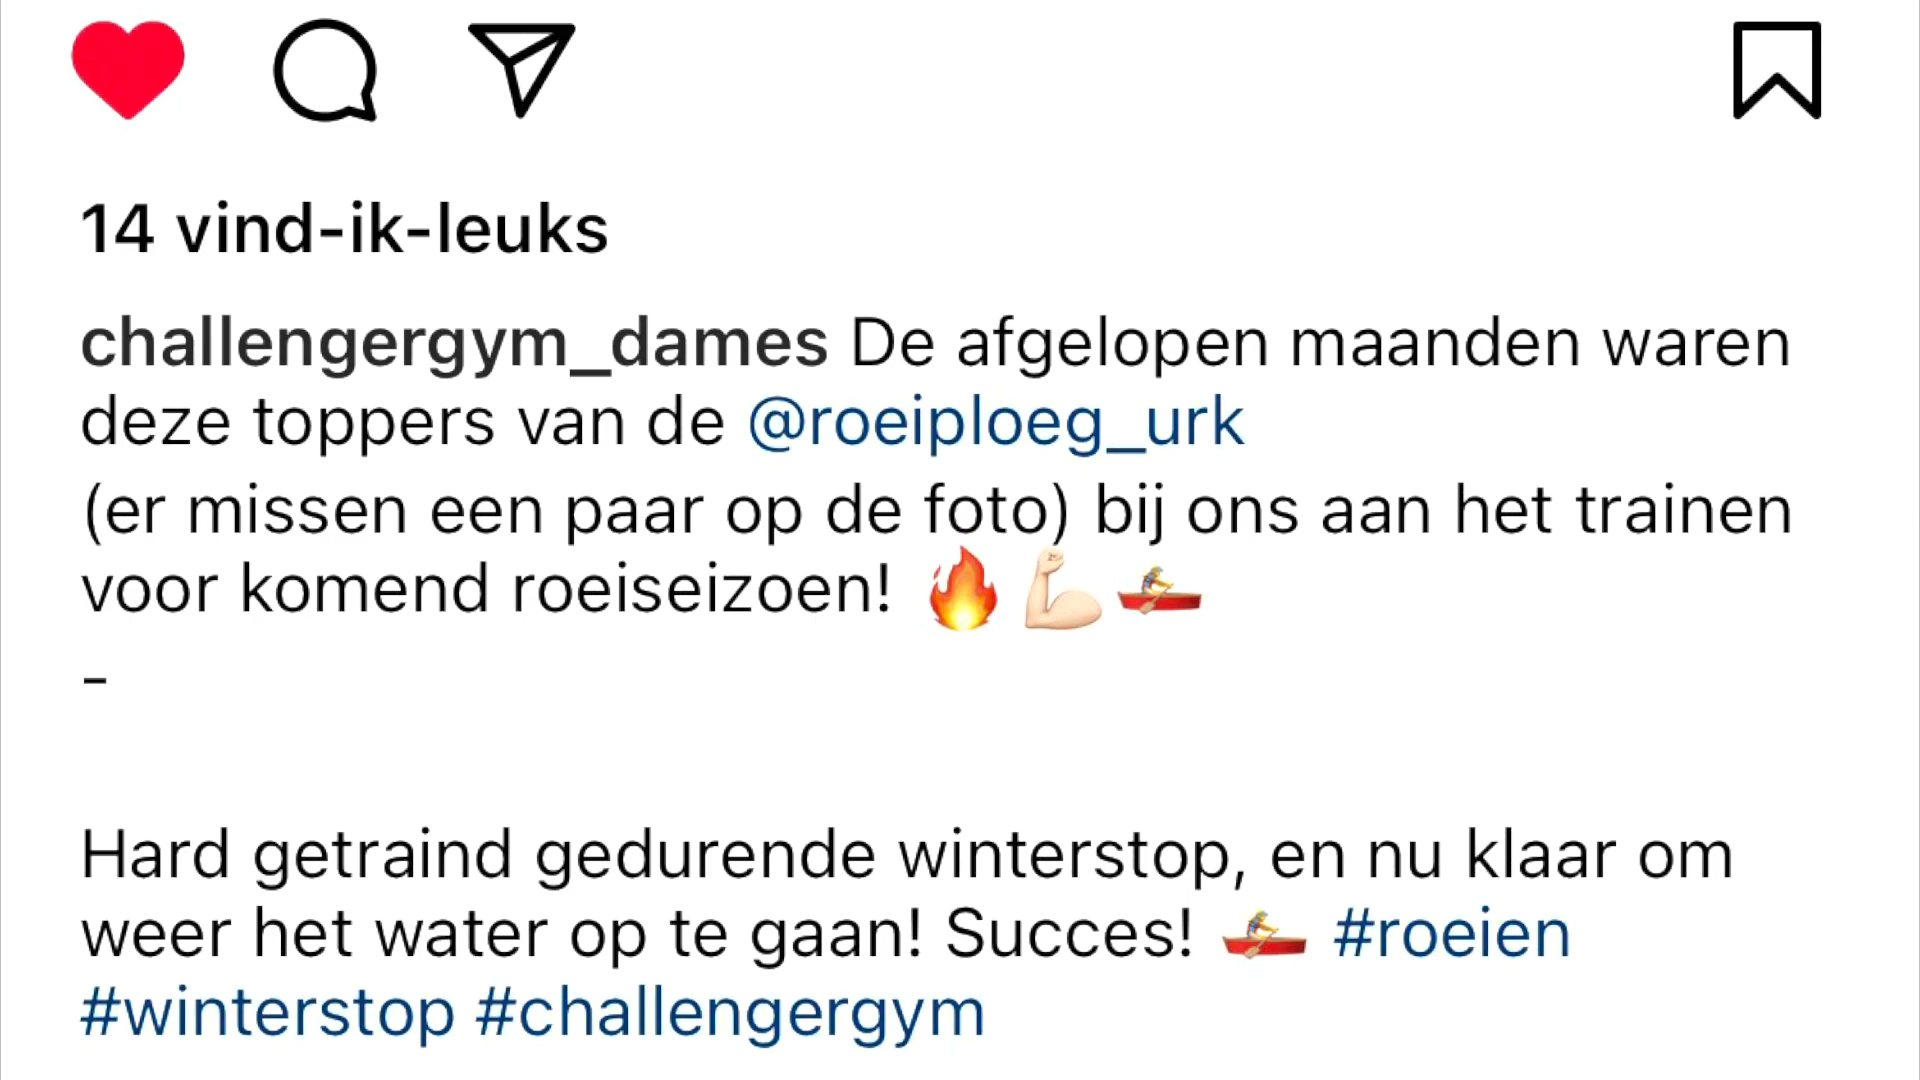 14 vind-ik-leuks
challengergym_dames De afgelopen maanden waren
deze toppers van de @roeiploeg_urk
(er missen een paar op de foto) bij ons aan het trainen
voor komend roeiseizoen! 🔥💪🏻🚣
-
Hard getraind gedurende winterstop, en nu klaar om
weer het water op te gaan! Succes! 🚣 #roeien
#winterstop #challengergym